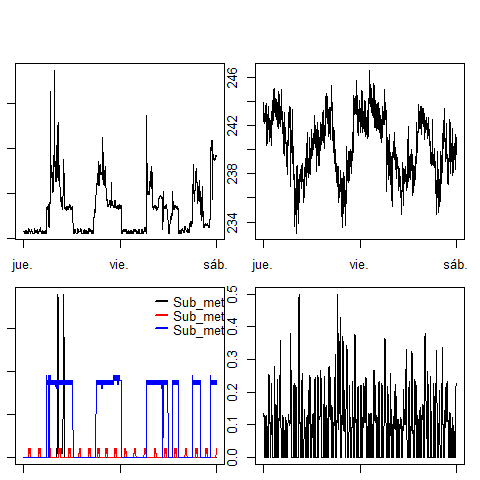 246
242
238
234
jue.
vie.
sáb.
jue.
vie.
sáb.
Sub_met
Sub_met
Sub_met
0.5
0.4
0.3
0.2
0.1
0.0